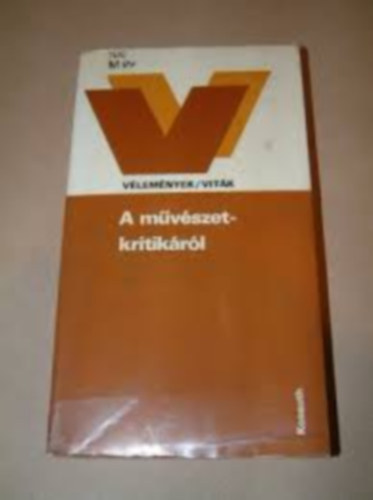 VÉLEMÉNYEK/VITÁK
A művészet-
kritikáról
Kossuth